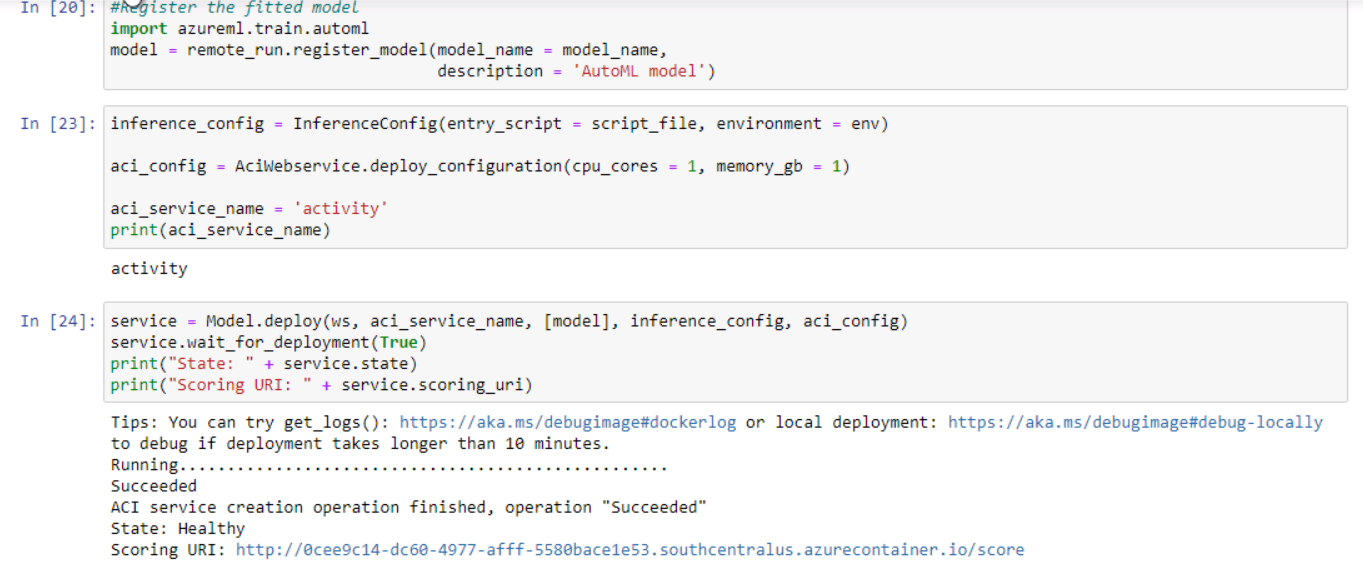 In [20]: #Register the fitted model
import azureml.train.automl
model = remote_run.register_model(model_name = model_name,
description = 'AutoML model')
In [23]: inference_config = InferenceConfig(entry_script = script_file, environment = env)
aci_config = AciWebservice.deploy_configuration(cpu_cores = 1, memory_gb = 1)
aci_service_name = 'activity'
print(aci_service_name)
activity
In [24]: service = Model.deploy(ws, aci_service_name, [model], inference_config, aci_config)
service.wait_for_deployment(True)
print("State: " + service.state)
print("Scoring URI: " + service.scoring_uri)
Tips: You can try get_logs(): https://aka.ms/debugimage#dockerlog or local deployment: https://aka.ms/debugimage#debug-locally
to debug if deployment takes longer than 10 minutes.
Running...................................................
Succeeded
ACI service creation operation finished, operation "Succeeded"
State: Healthy
Scoring URI: http://0cee9c14-dc60-4977-afff-5580bace1e53.southcentralus.azurecontainer.io/score